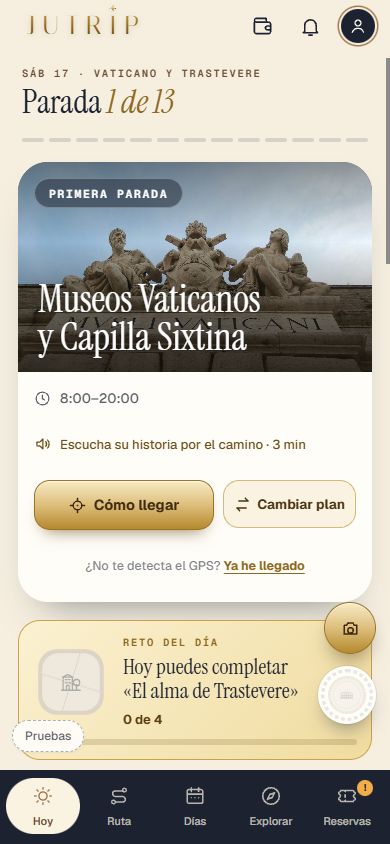 JUTRIP
SÁB 17 · VATICANO Y TRASTEVERE
Parada 1 de 13
PRIMERA PARADA
Museos Vaticanos
y Capilla Sixtina
8:00–20:00
Escucha su historia por el camino · 3 min
Cómo llegar
Cambiar plan
¿No te detecta el GPS? Ya he llegado
RETO DEL DÍA
Hoy puedes completar
«El alma de Trastevere»
0 de 4
Pruebas
!
Hoy
Ruta
Días
Explorar
Reservas